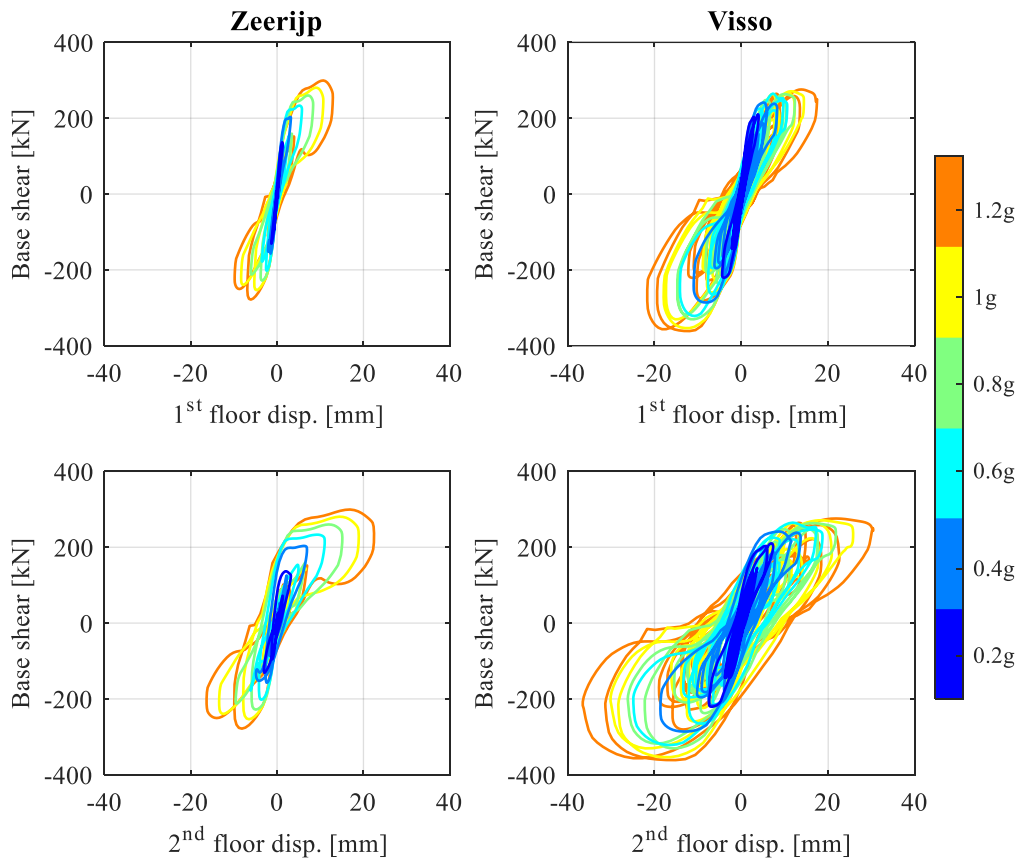 Zeerijp
Visso
400
200
0
-200
-400
Base shear [kN]
-40
-20
0
20
40
1st floor disp. [mm]
400
200
0
-200
-400
Base shear [kN]
-40
-20
0
20
40
1st floor disp. [mm]
400
200
0
-200
-400
Base shear [kN]
-40
-20
0
20
40
2nd floor disp. [mm]
400
200
0
-200
-400
Base shear [kN]
-40
-20
0
20
40
2nd floor disp. [mm]
1.2g
1g
0.8g
0.6g
0.4g
0.2g